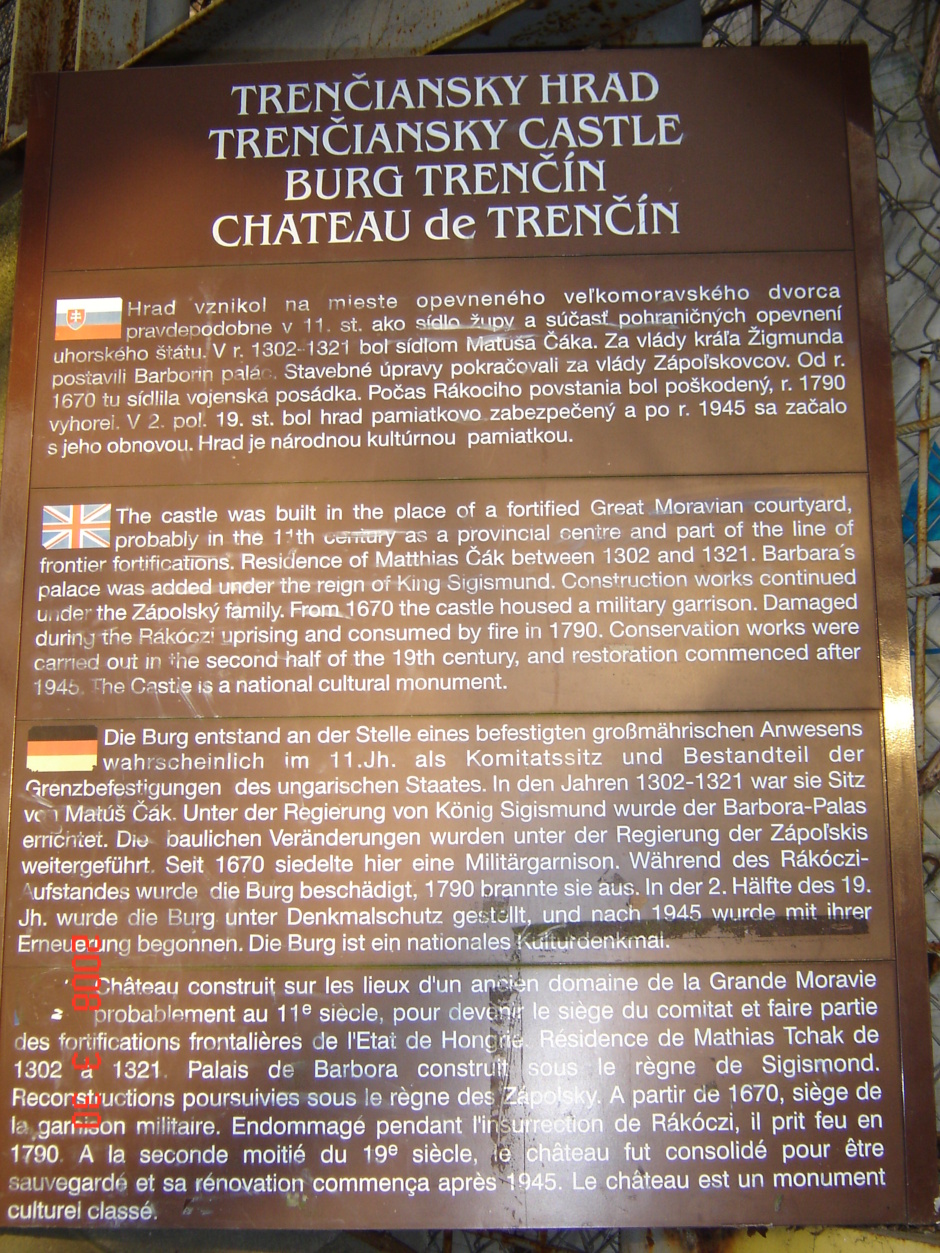 TRENČIANSKY HRAD
TRENČIANSKY CASTLE
BURG TRENČÍN
CHATEAU de TRENČÍN
Hrad vznikol na mieste opevneného veľkomoravského dvorca
pravdepodobne v 11. st. ako sídlo župy a súčasť pohraničných opevnení
uhorského štátu. V r. 1302-1321 bol sídlom Matúša Čáka. Za vlády kráľa Žigmunda
postavili Barborin palác. Stavebné úpravy pokračovali za vlády Zápoľskovcov. Od r.
1670 tu sídlila vojenská posádka. Počas Rákociho povstania bol poškodený, r. 1790
vyhorel. V 2. pol. 19. st. bol hrad pamiatkovo zabezpečený a po r. 1945 sa začalo
s jeho obnovou. Hrad je národnou kultúrnou pamiatkou.
The castle was built in the place of a fortified Great Moravian courtyard,
probably in the 11th century as a provincial centre and part of the line of
frontier fortifications. Residence of Matthias Čák between 1302 and 1321. Barbara´s
palace was added under the reign of King Sigismund. Construction works continued
under the Zápolský family. From 1670 the castle housed a military garrison. Damaged
during the Rákóczi uprising and consumed by fire in 1790. Conservation works were
carried out in the second half of the 19th century, and restoration commenced after
1945. The Castle is a national cultural monument.
Die Burg entstand an der Stelle eines befestigten großmährischen Anwesens
wahrscheinlich im 11.Jh. als Komitatssitz und Bestandteil der
Grenzbefestigungen des ungarischen Staates. In den Jahren 1302-1321 war sie Sitz
von Matúš Čák. Unter der Regierung von König Sigismund wurde der Barbora-Palas
errichtet. Die baulichen Veränderungen wurden unter der Regierung der Zápoľskis
weitergeführt. Seit 1670 siedelte hier eine Militärgarnison. Während des Rákóczi-
Aufstandes wurde die Burg beschädigt, 1790 brannte sie aus. In der 2. Hälfte des 19.
Jh. wurde die Burg unter Denkmalschutz gestellt, und nach 1945 wurde mit ihrer
Erneuerung begonnen. Die Burg ist ein nationales Kulturdenkmal.
Château construit sur les lieux d'un ancien domaine de la Grande Moravie
probablement au 11e siècle, pour devenir le siège du comitat et faire partie
des fortifications frontalières de l'Etat de Hongrie. Résidence de Mathias Tchak de
1302 à 1321. Palais de Barbora construit sous le règne de Sigismond.
Reconstructions poursuivies sous le règne des Zápolsky. A partir de 1670, siège de
la garnison militaire. Endommagé pendant l'insurrection de Rákóczi, il prit feu en
1790. A la seconde moitié du 19e siècle, le château fut consolidé pour être
sauvegardé et sa rénovation commença après 1945. Le château est un monument
culturel classé.